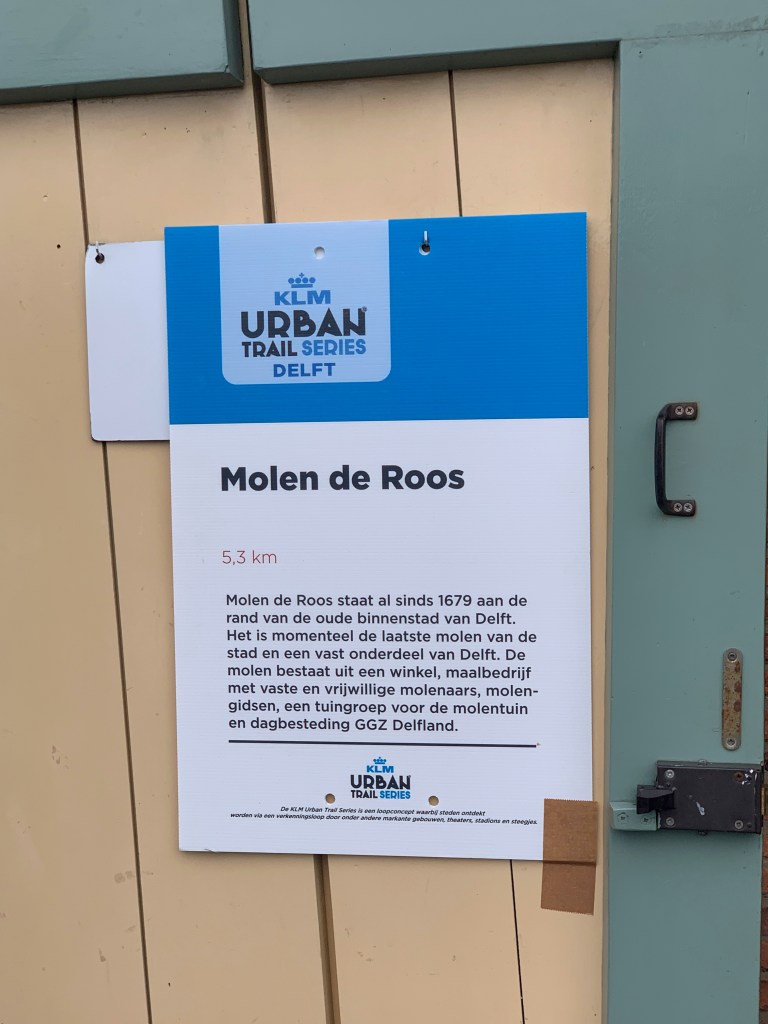 KLM
URBAN
TRAIL SERIES
DELFT
Molen de Roos
5,3 km
Molen de Roos staat al sinds 1679 aan de
rand van de oude binnenstad van Delft.
Het is momenteel de laatste molen van de
stad en een vast onderdeel van Delft. De
molen bestaat uit een winkel, maalbedrijf
met vaste en vrijwillige molenaars, molen-
gidsen, een tuingroep voor de molentuin
en dagbesteding GGZ Delfland.
KLM
URBAN
TRAIL SERIES
De KLM Urban Trail Series is een loopconcept waarbij steden ontdekt
worden via een verkenningsloop door onder andere markante gebouwen, theaters, stadions en steegjes.